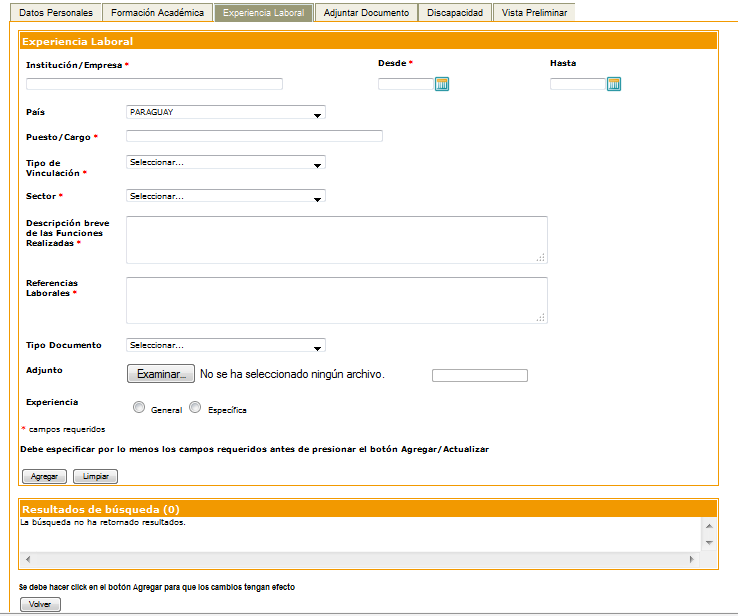 Datos Personales Formación Académica Experiencia Laboral Adjuntar Documento Discapacidad Vista Preliminar
Experiencia Laboral
Institución/Empresa * Desde * Hasta
País PARAGUAY
Puesto/Cargo *
Tipo de
Vinculación * Seleccionar...
Sector * Seleccionar...
Descripción breve
de las Funciones
Realizadas *
Referencias
Laborales *
Tipo Documento Seleccionar...
Adjunto Examinar... No se ha seleccionado ningún archivo.
Experiencia General Específica
* campos requeridos
Debe especificar por lo menos los campos requeridos antes de presionar el botón Agregar/Actualizar
Agregar Limpiar
Resultados de búsqueda (0)
La búsqueda no ha retornado resultados.
Se debe hacer click en el botón Agregar para que los cambios tengan efecto
Volver